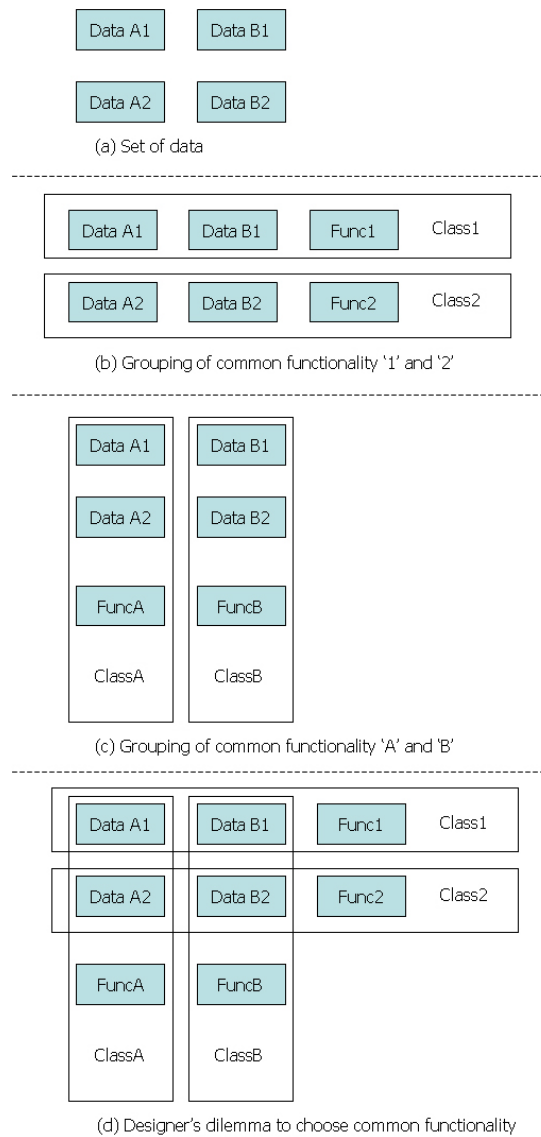 Data A1 Data B1
Data A2 Data B2
(a) Set of data
Data A1 Data B1 Func1 Class1
Data A2 Data B2 Func2 Class2
(b) Grouping of common functionality ‘1’ and ‘2’
Data A1 Data B1
Data A2 Data B2
FuncA FuncB
ClassA ClassB
(c) Grouping of common functionality ‘A’ and ‘B’
Data A1 Data B1 Func1 Class1
Data A2 Data B2 Func2 Class2
FuncA FuncB
ClassA ClassB
(d) Designer’s dilemma to choose common functionality